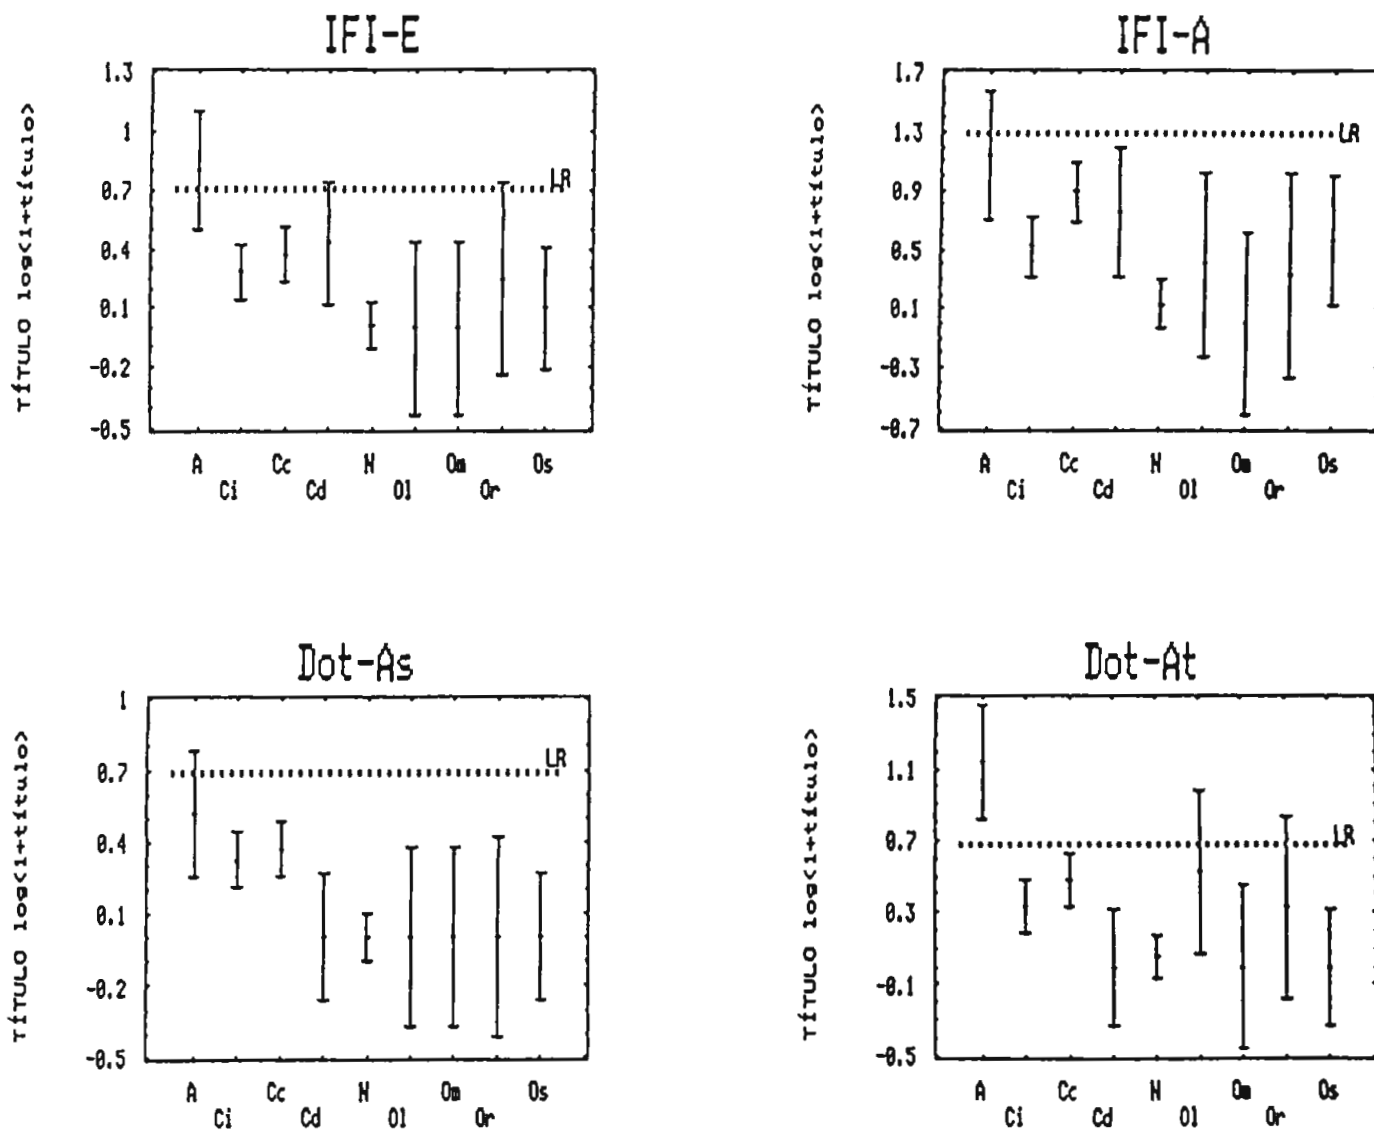 IFI-E
TÍTULO log<1+título>
1.3
1
0.7
0.4
0.1
-0.2
-0.5
LR
A Cc N Om Os
Ci Cd Ol Or
IFI-A
TÍTULO log<1+título>
1.7
1.3
0.9
0.5
0.1
-0.3
-0.7
LR
A Cc N Om Os
Ci Cd Ol Or
Dot-As
TÍTULO log<1+título>
1
0.7
0.4
0.1
-0.2
-0.5
LR
A Cc N Om Os
Ci Cd Ol Or
Dot-At
TÍTULO log<1+título>
1.5
1.1
0.7
0.3
-0.1
-0.5
LR
A Cc N Om Os
Ci Cd Ol Or